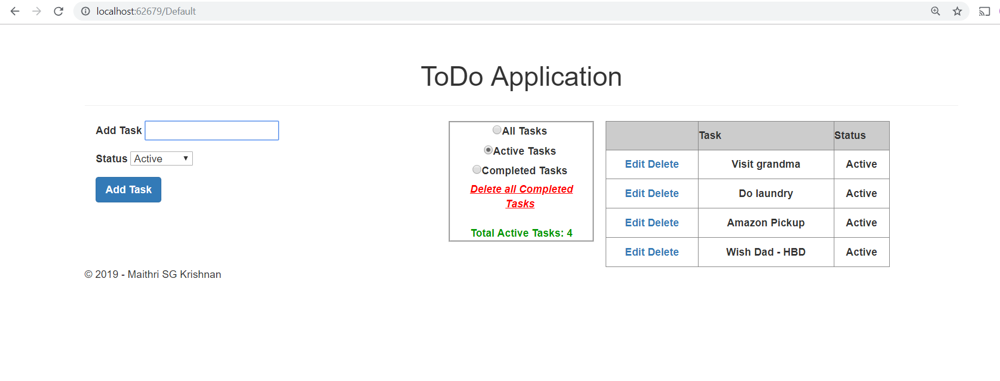 localhost:62679/Default
ToDo Application
Add Task
Status Active
Add Task
All Tasks
Active Tasks
Completed Tasks
Delete all Completed
Tasks
Total Active Tasks: 4
Task Status
Edit Delete Visit grandma Active
Edit Delete Do laundry Active
Edit Delete Amazon Pickup Active
Edit Delete Wish Dad - HBD Active
© 2019 - Maithri SG Krishnan